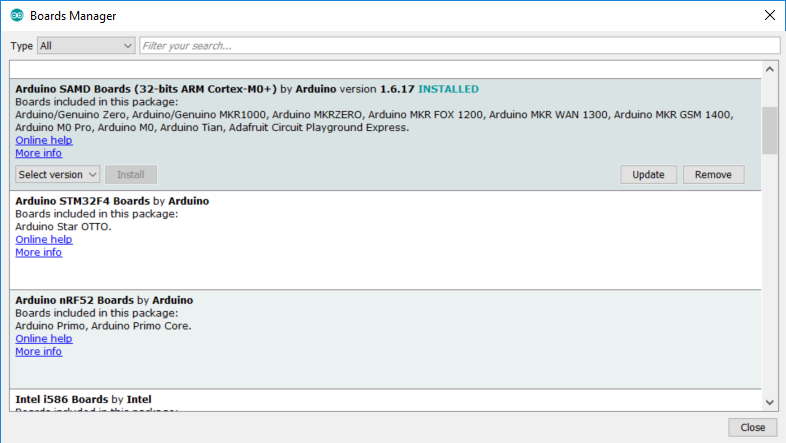 Boards Manager
Type All Filter your search...
Arduino SAMD Boards (32-bits ARM Cortex-M0+) by Arduino version 1.6.17 INSTALLED
Boards included in this package:
Arduino/Genuino Zero, Arduino/Genuino MKR1000, Arduino MKRZERO, Arduino MKR FOX 1200, Arduino MKR WAN 1300, Arduino MKR GSM 1400,
Arduino M0 Pro, Arduino M0, Arduino Tian, Adafruit Circuit Playground Express.
Online help
More info
Select version Install Update Remove
Arduino STM32F4 Boards by Arduino
Boards included in this package:
Arduino Star OTTO.
Online help
More info
Arduino nRF52 Boards by Arduino
Boards included in this package:
Arduino Primo, Arduino Primo Core.
Online help
More info
Intel i586 Boards by Intel
Boards included in this package:
Close